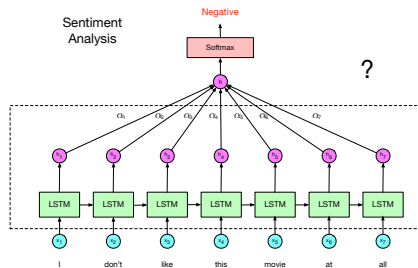 Negative
Sentiment
Analysis
Softmax
?
h
α₁ α₂ α₃ α₄ α₅ α₆ α₇
h₁ h₂ h₃ h₄ h₅ h₆ h₇
LSTM LSTM LSTM LSTM LSTM LSTM LSTM
x₁ x₂ x₃ x₄ x₅ x₆ x₇
I don't like this movie at all